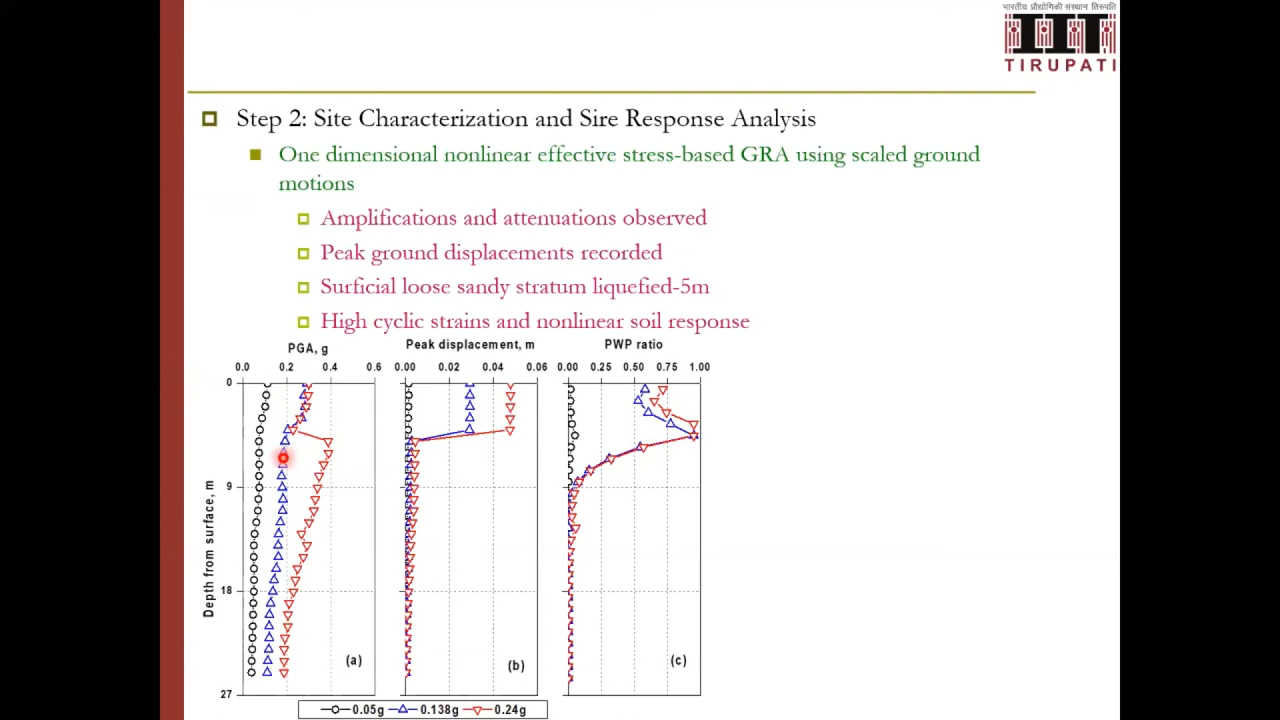 भारतीय प्रौद्योगिकी संस्थान तिरुपति
TIRUPATI
Step 2: Site Characterization and Sire Response Analysis
One dimensional nonlinear effective stress-based GRA using scaled ground
motions
Amplifications and attenuations observed
Peak ground displacements recorded
Surficial loose sandy stratum liquefied-5m
High cyclic strains and nonlinear soil response
PGA, g
Peak displacement, m
PWP ratio
0.0 0.2 0.4 0.6
0.00 0.02 0.04 0.06
0.00 0.25 0.50 0.75 1.00
0
9
18
27
Depth from surface, m
(a)
(b)
(c)
0.05g 0.138g 0.24g